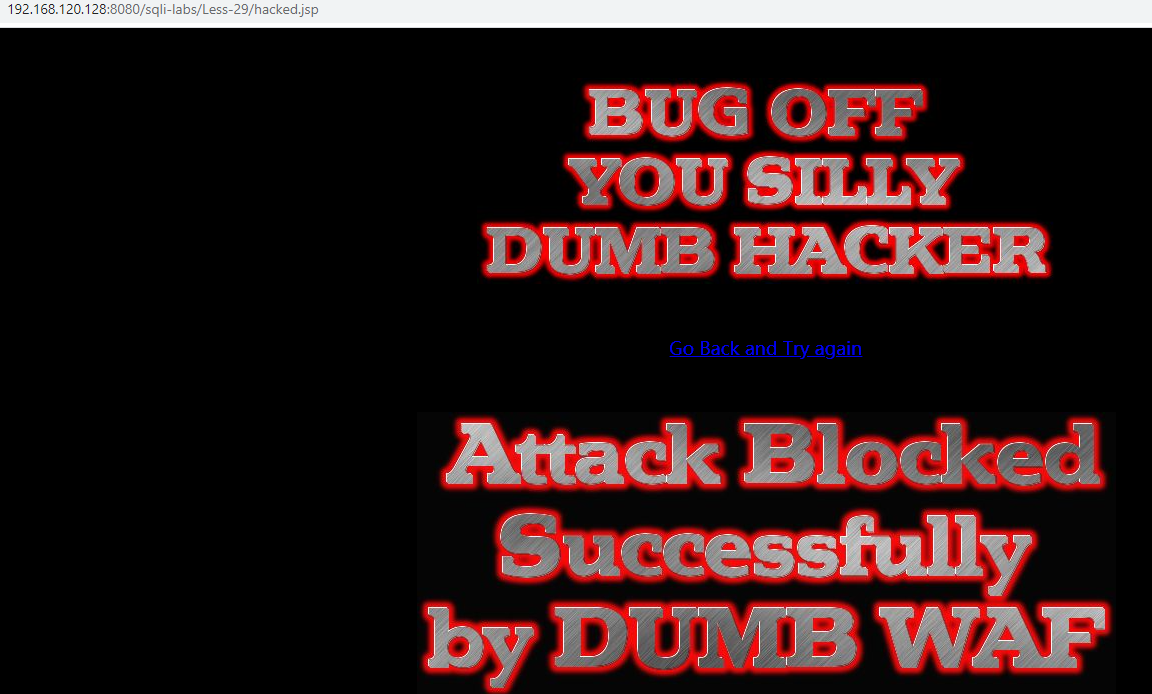 192.168.120.128:8080/sqli-labs/Less-29/hacked.jsp
BUG OFF
YOU SILLY
DUMB HACKER
Go Back and Try again
Attack Blocked
Successfully
by DUMB WAF